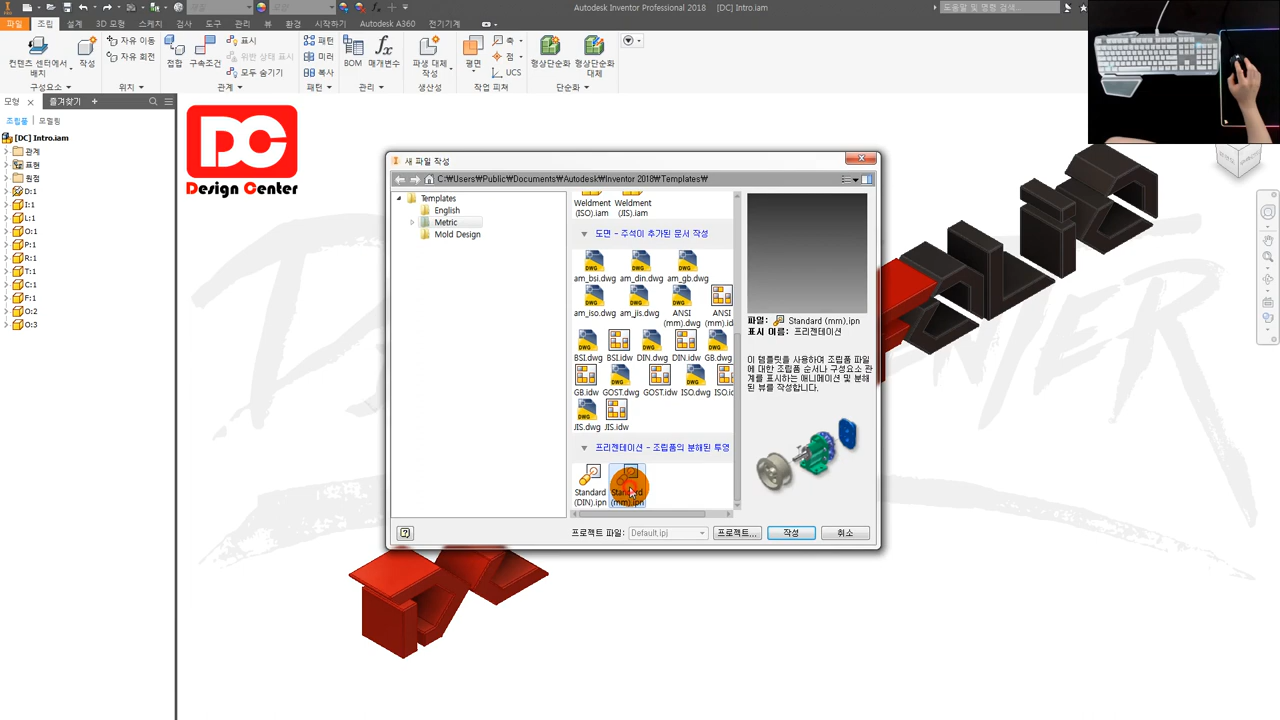 Autodesk Inventor Professional 2018 [DC] Intro.iam
도움말 및 명령 검색...
파일 조립 설계 3D 모형 스케치 검사 도구 관리 뷰 환경 시작하기 Autodesk A360 전기기계
컨텐츠 센터에서
배치
작성
자유 이동
자유 회전
접합
구속조건
표시
위반 상태 표시
모두 숨기기
패턴
미러
복사
BOM
매개변수
파생 대체
작성
평면
축
점
UCS
형상단순화
형상단순화
대체
구성요소
위치
관계
패턴
관리
생산성
작업 피쳐
단순화
모형
즐겨찾기
조립품 모델링
[DC] Intro.iam
관계
표현
원점
D:1
I:1
L:1
O:1
P:1
R:1
T:1
C:1
F:1
O:2
O:3
DC
Design Center
새 파일 작성
C:₩Users₩Public₩Documents₩Autodesk₩Inventor 2018₩Templates₩
Templates
English
Metric
Mold Design
Weldment
(ISO).iam
Weldment
(JIS).iam
도면 - 주석이 추가된 문서 작성
am_bsi.dwg am_din.dwg am_gb.dwg
am_iso.dwg am_jis.dwg
ANSI
(mm).dwg
ANSI
(mm).id
BSI.dwg BSI.idw DIN.dwg DIN.idw GB.dwg
GB.idw GOST.dwg GOST.idw ISO.dwg ISO.i
JIS.dwg JIS.idw
프리젠테이션 - 조립품의 분해된 투영
Standard
(DIN).ipn
(mm).ipn
파일: Standard (mm).ipn
표시 이름: 프리젠테이션
이 템플릿을 사용하여 조립품 파일
에 대한 조립품 순서나 구성요소 관
계를 표시하는 애니메이션 및 분해
된 뷰를 작성합니다.
프로젝트 파일: Default.ipj
프로젝트...
작성
취소